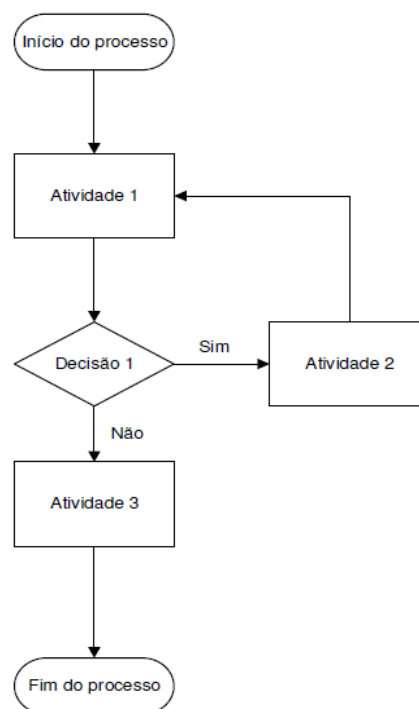 Início do processo
Atividade 1
Decisão 1
Sim
Atividade 2
Não
Atividade 3
Fim do processo